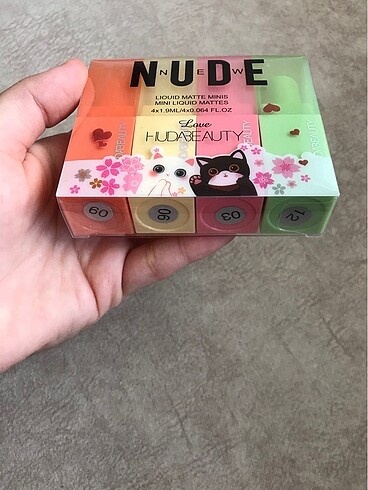 NUDE
NEW
LIQUID MATTE MINIS
MINI LIQUID MATTES
4x1.9ML/4x0.064 FL.OZ
Love
HUDABEAUTY
09
06
03
12